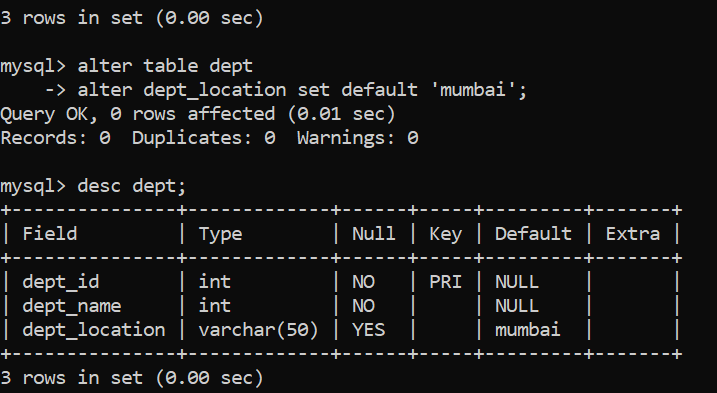 3 rows in set (0.00 sec)
mysql> alter table dept
    -> alter dept_location set default 'mumbai';
Query OK, 0 rows affected (0.01 sec)
Records: 0  Duplicates: 0  Warnings: 0
mysql> desc dept;
+---------------+-------------+------+-----+---------+-------+
| Field         | Type        | Null | Key | Default | Extra |
+---------------+-------------+------+-----+---------+-------+
| dept_id       | int         | NO   | PRI | NULL    |       |
| dept_name     | int         | NO   |     | NULL    |       |
| dept_location | varchar(50) | YES  |     | mumbai  |       |
+---------------+-------------+------+-----+---------+-------+
3 rows in set (0.00 sec)